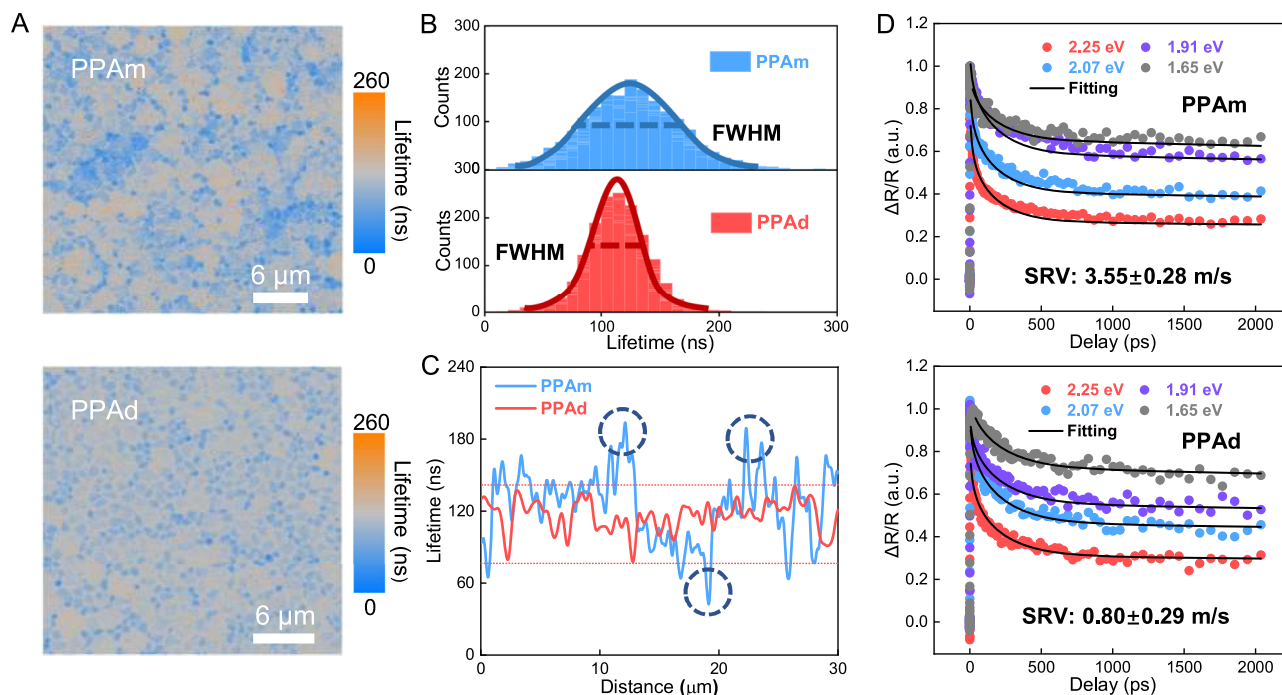 A
PPAm
260
Lifetime (ns)
0
6 μm
PPAd
260
Lifetime (ns)
0
6 μm
B
300
200
100
300
200
100
0
Counts
Counts
PPAm
FWHM
PPAd
FWHM
0 100 200 300
Lifetime (ns)
C
240
180
120
60
0
Lifetime (ns)
PPAm
PPAd
0 10 20 30
Distance (μm)
D
1.0
0.8
0.6
0.4
0.2
0.0
ΔR/R (a.u.)
2.25 eV 1.91 eV
2.07 eV 1.65 eV
Fitting
PPAm
SRV: 3.55±0.28 m/s
0 500 1000 1500 2000
Delay (ps)
1.0
0.8
0.6
0.4
0.2
0.0
ΔR/R (a.u.)
2.25 eV 1.91 eV
2.07 eV 1.65 eV
Fitting
PPAd
SRV: 0.80±0.29 m/s
0 500 1000 1500 2000
Delay (ps)